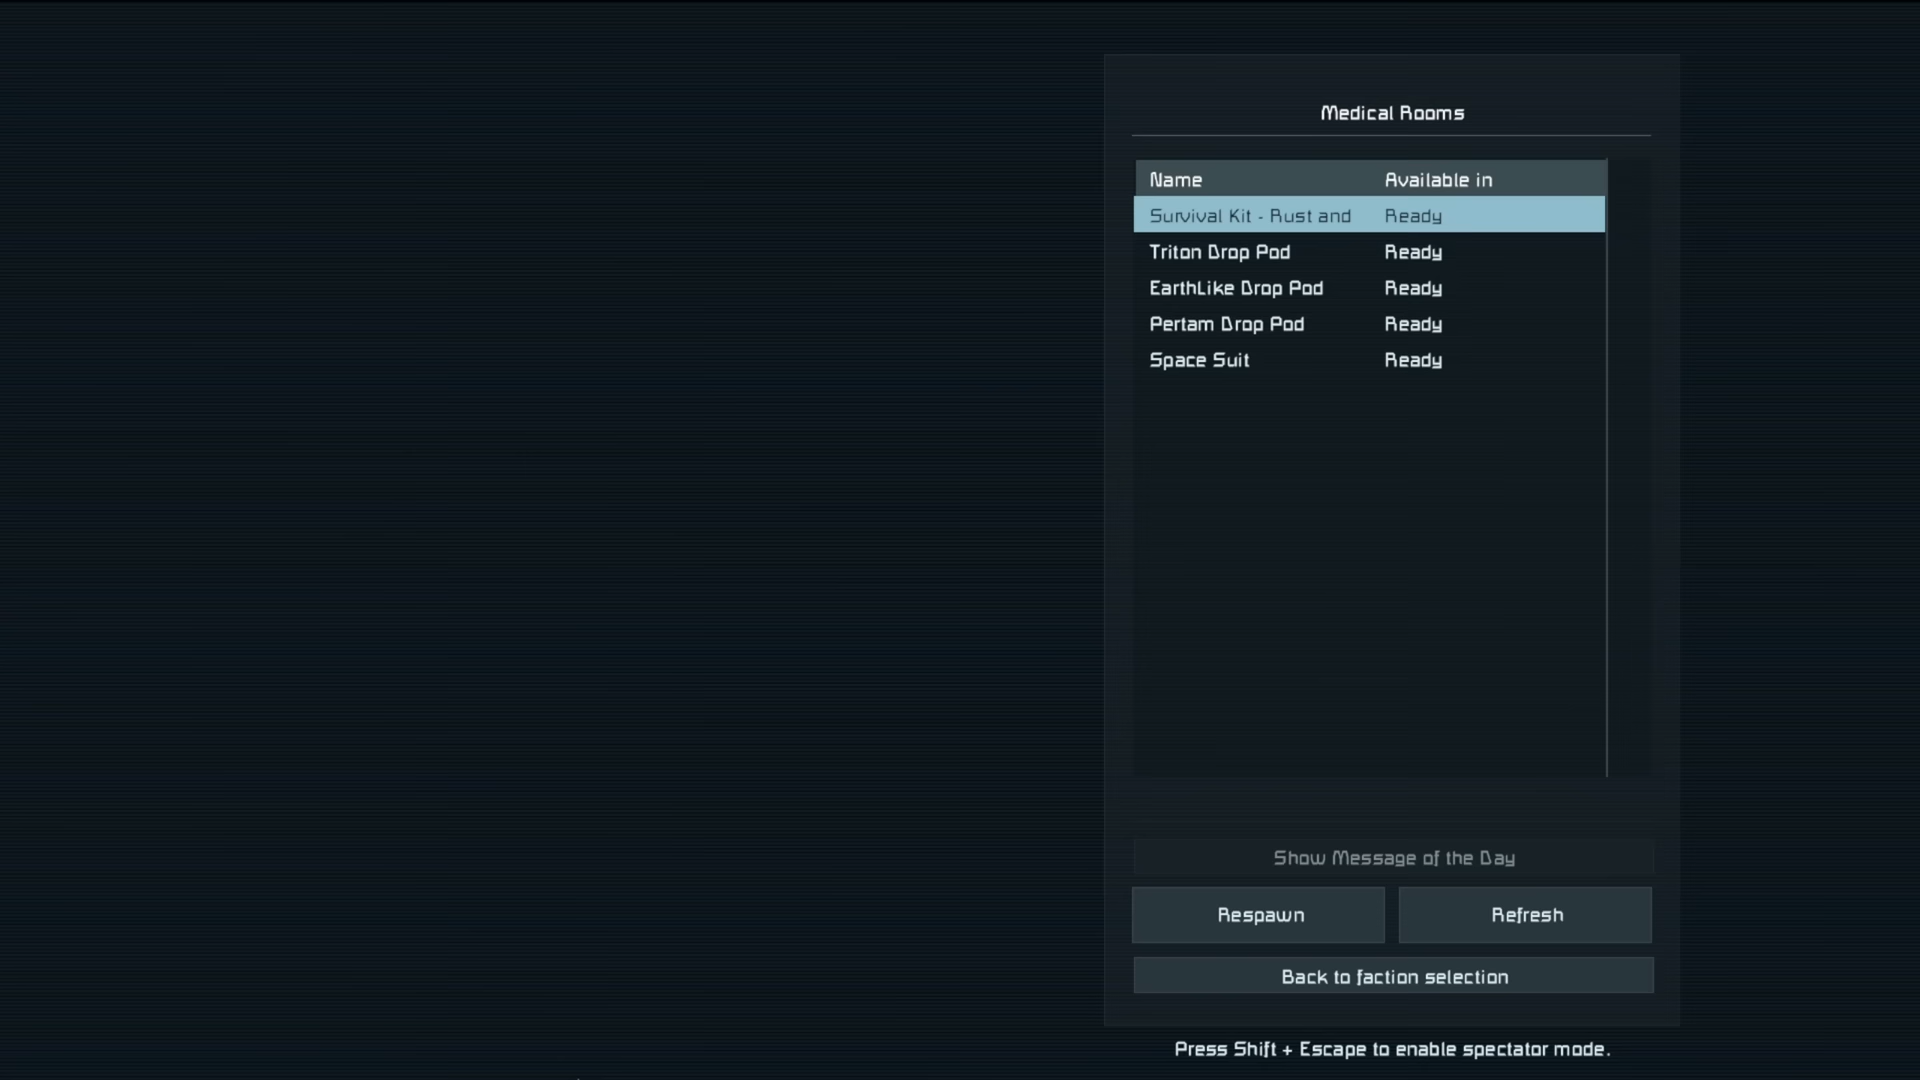 Medical Rooms
Name Available in
Survival Kit - Rust and Ready
Triton Drop Pod Ready
EarthLike Drop Pod Ready
Pertam Drop Pod Ready
Space Suit Ready
Show Message of the Day
Respawn Refresh
Back to faction selection
Press Shift + Escape to enable spectator mode.